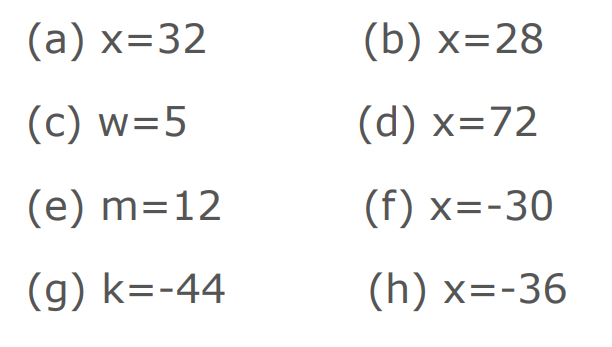 (a) x=32 (b) x=28
(c) w=5 (d) x=72
(e) m=12 (f) x=-30
(g) k=-44 (h) x=-36